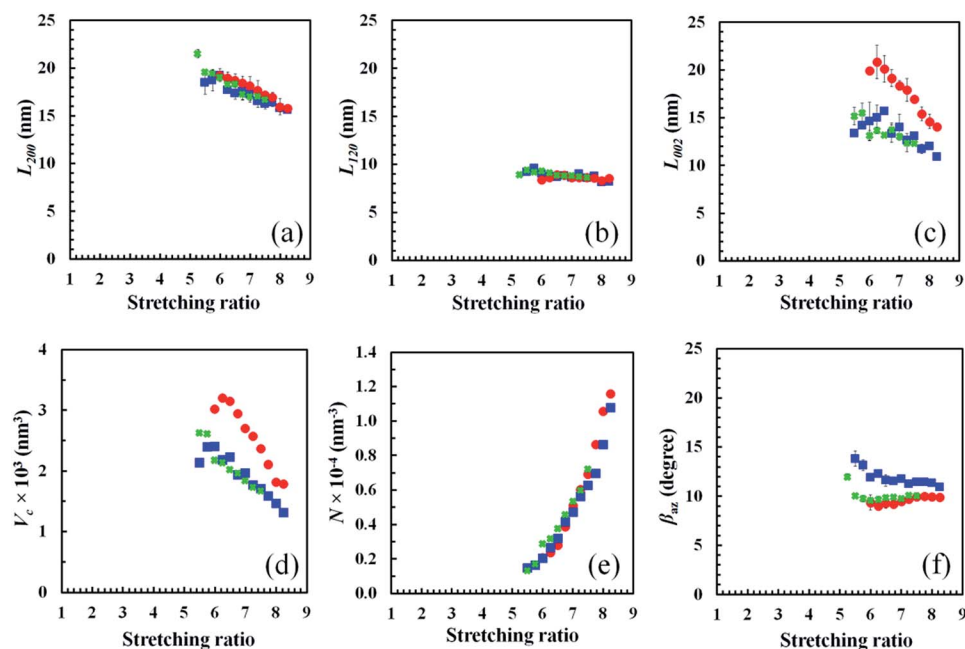 25
20
15
10
5
0
L200 (nm)
1 2 3 4 5 6 7 8 9
Stretching ratio
(a)
25
20
15
10
5
0
L120 (nm)
1 2 3 4 5 6 7 8 9
Stretching ratio
(b)
25
20
15
10
5
0
L002 (nm)
1 2 3 4 5 6 7 8 9
Stretching ratio
(c)
4
3
2
1
0
Vc × 10³ (nm³)
1 2 3 4 5 6 7 8 9
Stretching ratio
(d)
1.4
1.2
1.0
0.8
0.6
0.4
0.2
0.0
N × 10⁻⁴ (nm⁻³)
1 2 3 4 5 6 7 8 9
Stretching ratio
(e)
25
20
15
10
5
0
βaz (degree)
1 2 3 4 5 6 7 8 9
Stretching ratio
(f)